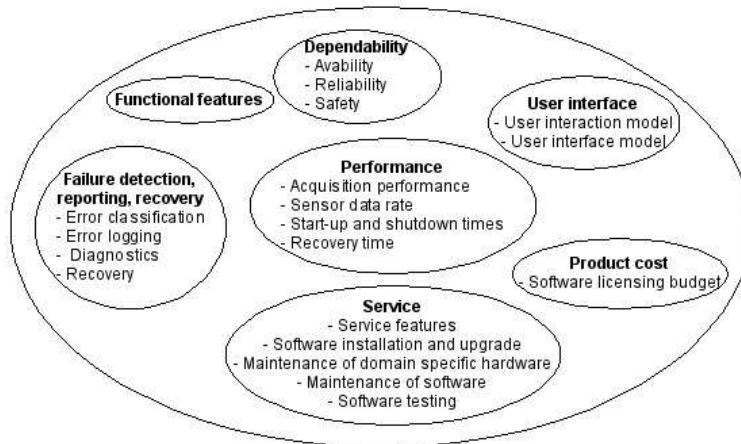 Dependability
- Avability
- Reliability
- Safety
Functional features
User interface
- User interaction model
- User interface model
Failure detection,
reporting, recovery
- Error classification
- Error logging
- Diagnostics
- Recovery
Performance
- Acquisition performance
- Sensor data rate
- Start-up and shutdown times
- Recovery time
Product cost
- Software licensing budget
Service
- Service features
- Software installation and upgrade
- Maintenance of domain specific hardware
- Maintenance of software
- Software testing